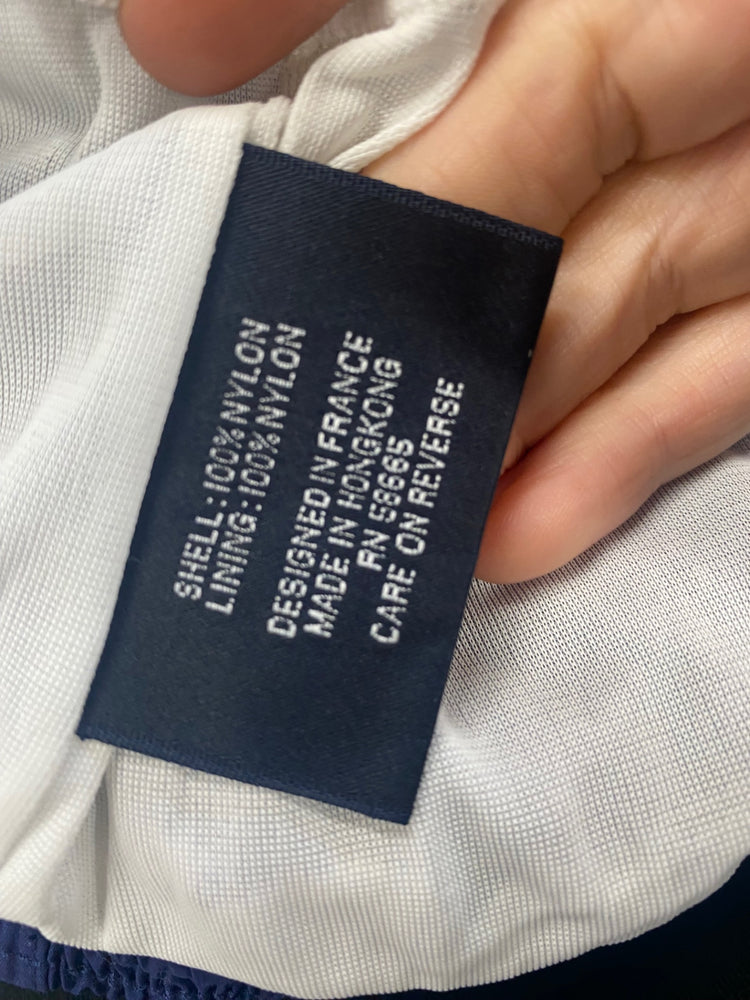 SHELL: 100% NYLON
LINING: 100% NYLON
DESIGNED IN FRANCE
MADE IN HONGKONG
RN 58665
CARE ON REVERSE